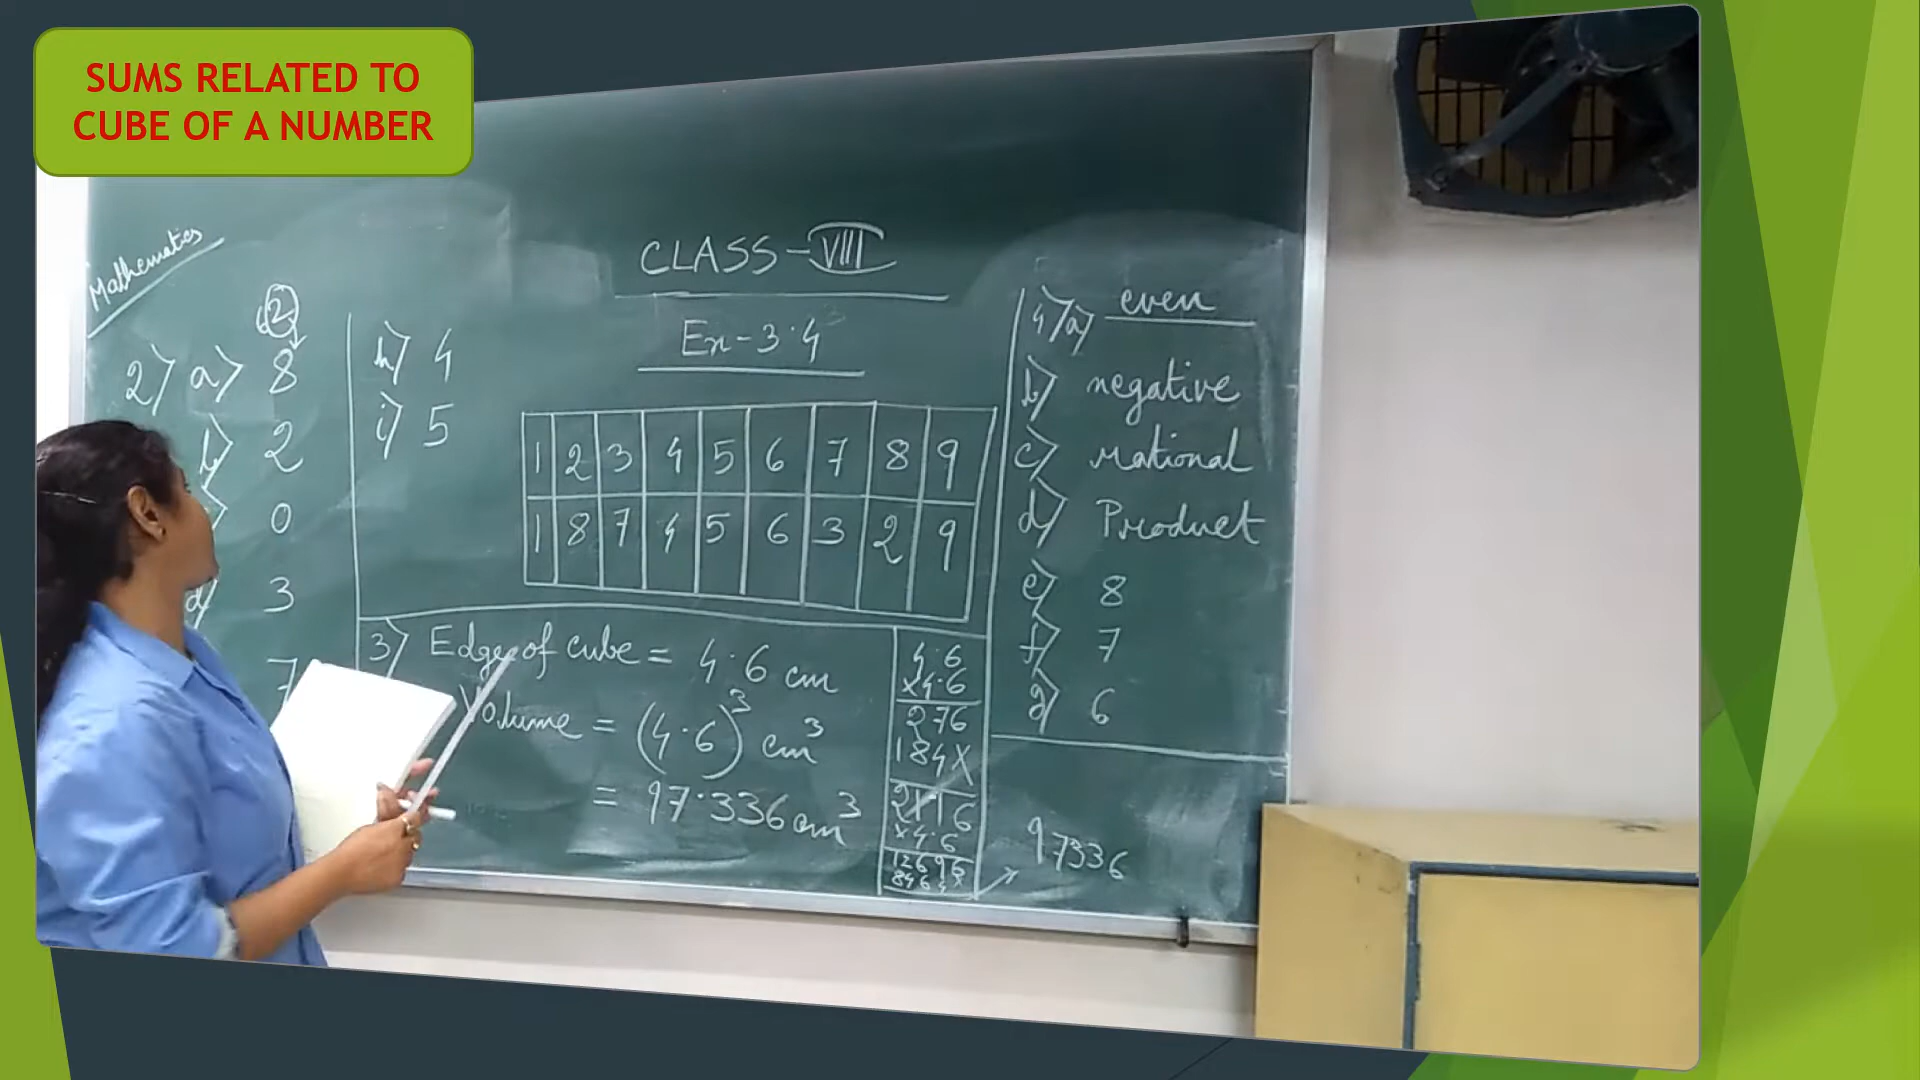 SUMS RELATED TO
CUBE OF A NUMBER
Mathematics
CLASS - VIII
Ex - 3.4
2
2) a) 8
b) 2
0
d) 3
7
h) 4
i) 5
1 2 3 4 5 6 7 8 9
1 8 7 4 5 6 3 2 9
3) Edge of cube = 4.6 cm
Volume = (4.6)³ cm³
= 97.336 cm³
4.6
×4.6
276
184×
2116
×4.6
12696
8464×
97336
4) a) even
b) negative
c) rational
d) Product
e) 8
f) 7
g) 6